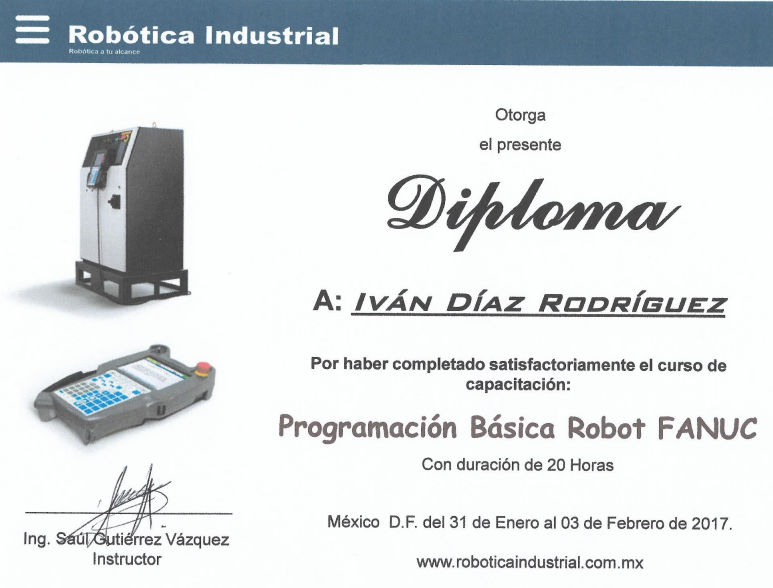 Robótica Industrial
Robótica a tu alcance
Otorga
el presente
Diploma
A: IVÁN DÍAZ RODRÍGUEZ
Por haber completado satisfactoriamente el curso de
capacitación:
Programación Básica Robot FANUC
Con duración de 20 Horas
México D.F. del 31 de Enero al 03 de Febrero de 2017.
www.roboticaindustrial.com.mx
Ing. Saúl Gutiérrez Vázquez
Instructor